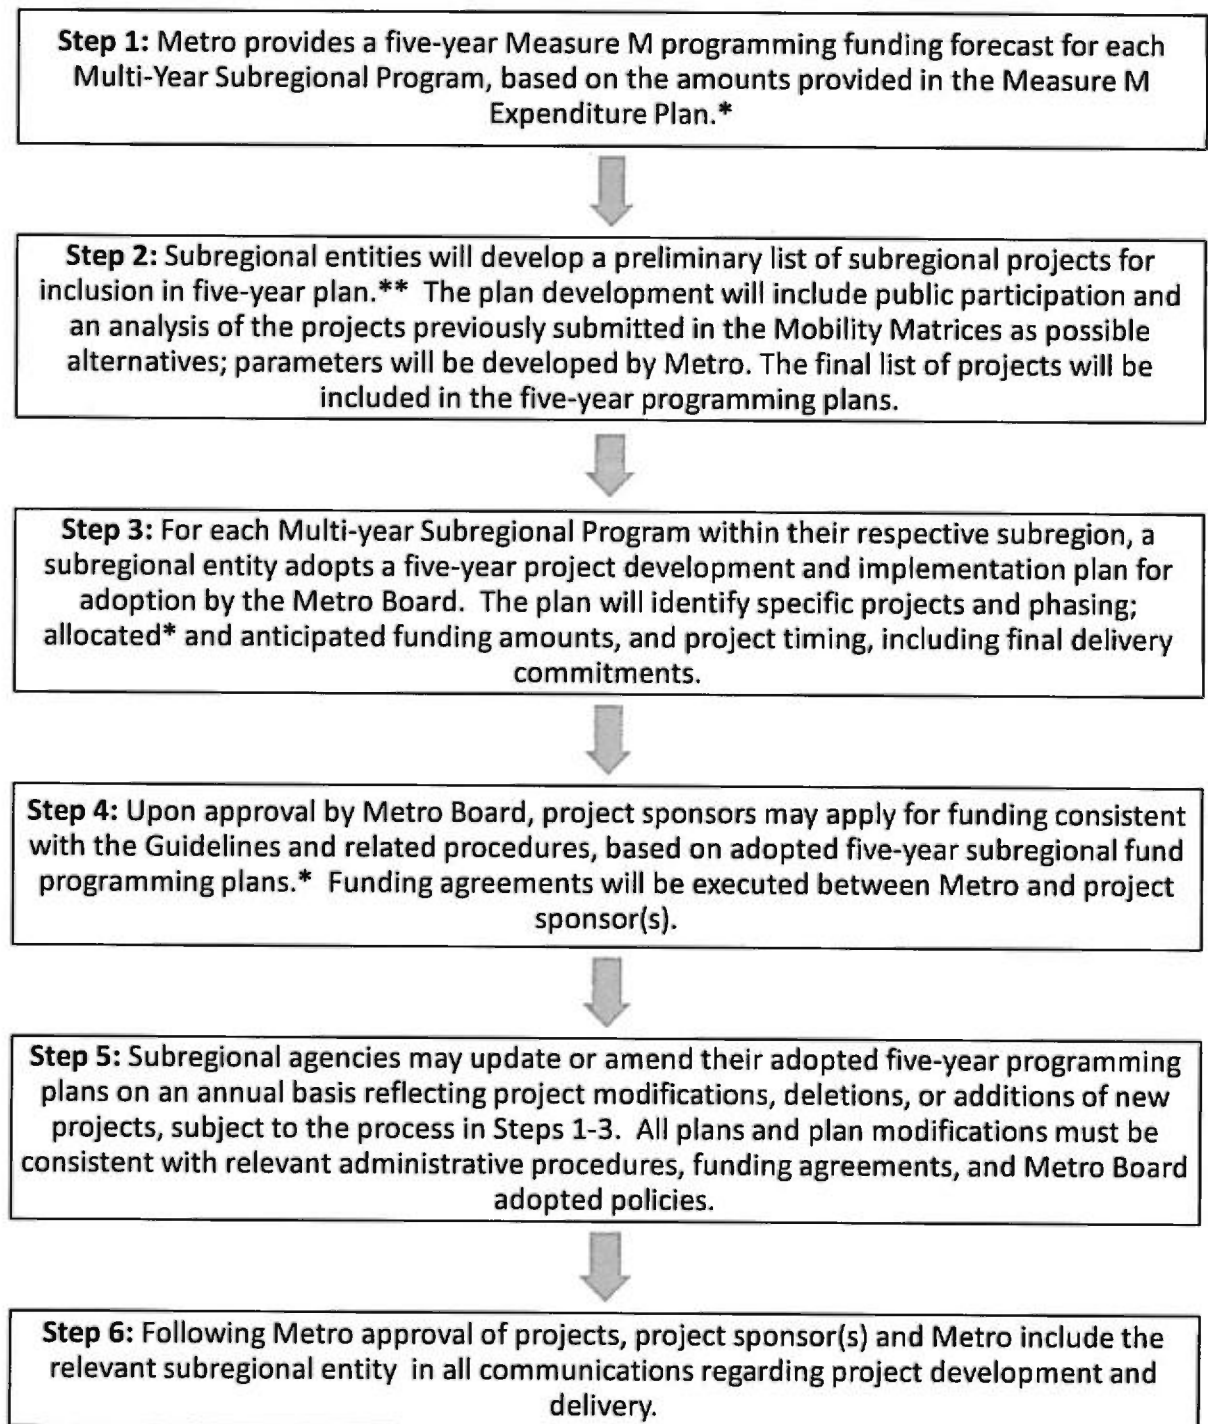 Step 1: Metro provides a five-year Measure M programming funding forecast for each
Multi-Year Subregional Program, based on the amounts provided in the Measure M
Expenditure Plan.*
Step 2: Subregional entities will develop a preliminary list of subregional projects for
inclusion in five-year plan.** The plan development will include public participation and
an analysis of the projects previously submitted in the Mobility Matrices as possible
alternatives; parameters will be developed by Metro. The final list of projects will be
included in the five-year programming plans.
Step 3: For each Multi-year Subregional Program within their respective subregion, a
subregional entity adopts a five-year project development and implementation plan for
adoption by the Metro Board. The plan will identify specific projects and phasing;
allocated* and anticipated funding amounts, and project timing, including final delivery
commitments.
Step 4: Upon approval by Metro Board, project sponsors may apply for funding consistent
with the Guidelines and related procedures, based on adopted five-year subregional fund
programming plans.* Funding agreements will be executed between Metro and project
sponsor(s).
Step 5: Subregional agencies may update or amend their adopted five-year programming
plans on an annual basis reflecting project modifications, deletions, or additions of new
projects, subject to the process in Steps 1-3. All plans and plan modifications must be
consistent with relevant administrative procedures, funding agreements, and Metro Board
adopted policies.
Step 6: Following Metro approval of projects, project sponsor(s) and Metro include the
relevant subregional entity in all communications regarding project development and
delivery.